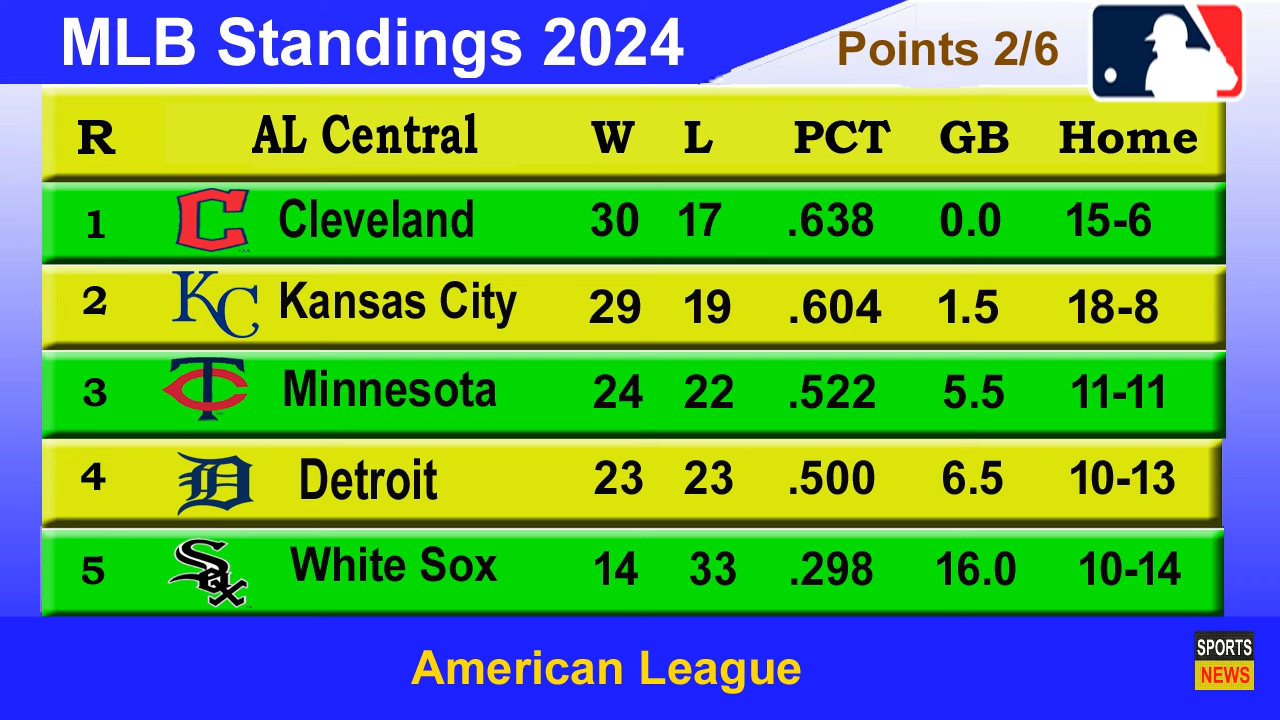 MLB Standings 2024 Points 2/6
R AL Central W L PCT GB Home
1 C Cleveland 30 17 .638 0.0 15-6
2 KC Kansas City 29 19 .604 1.5 18-8
3 TC Minnesota 24 22 .522 5.5 11-11
4 D Detroit 23 23 .500 6.5 10-13
5 Sox White Sox 14 33 .298 16.0 10-14
American League
SPORTS
NEWS